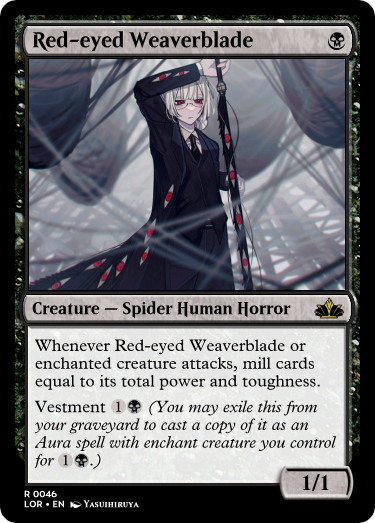 Red-eyed Weaverblade
Creature — Spider Human Horror
Whenever Red-eyed Weaverblade or
enchanted creature attacks, mill cards
equal to its total power and toughness.
Vestment 1 (You may exile this from
your graveyard to cast a copy of it as an
Aura spell with enchant creature you control
for 1.)
1/1
R 0046
LOR • EN Yasuihiruya